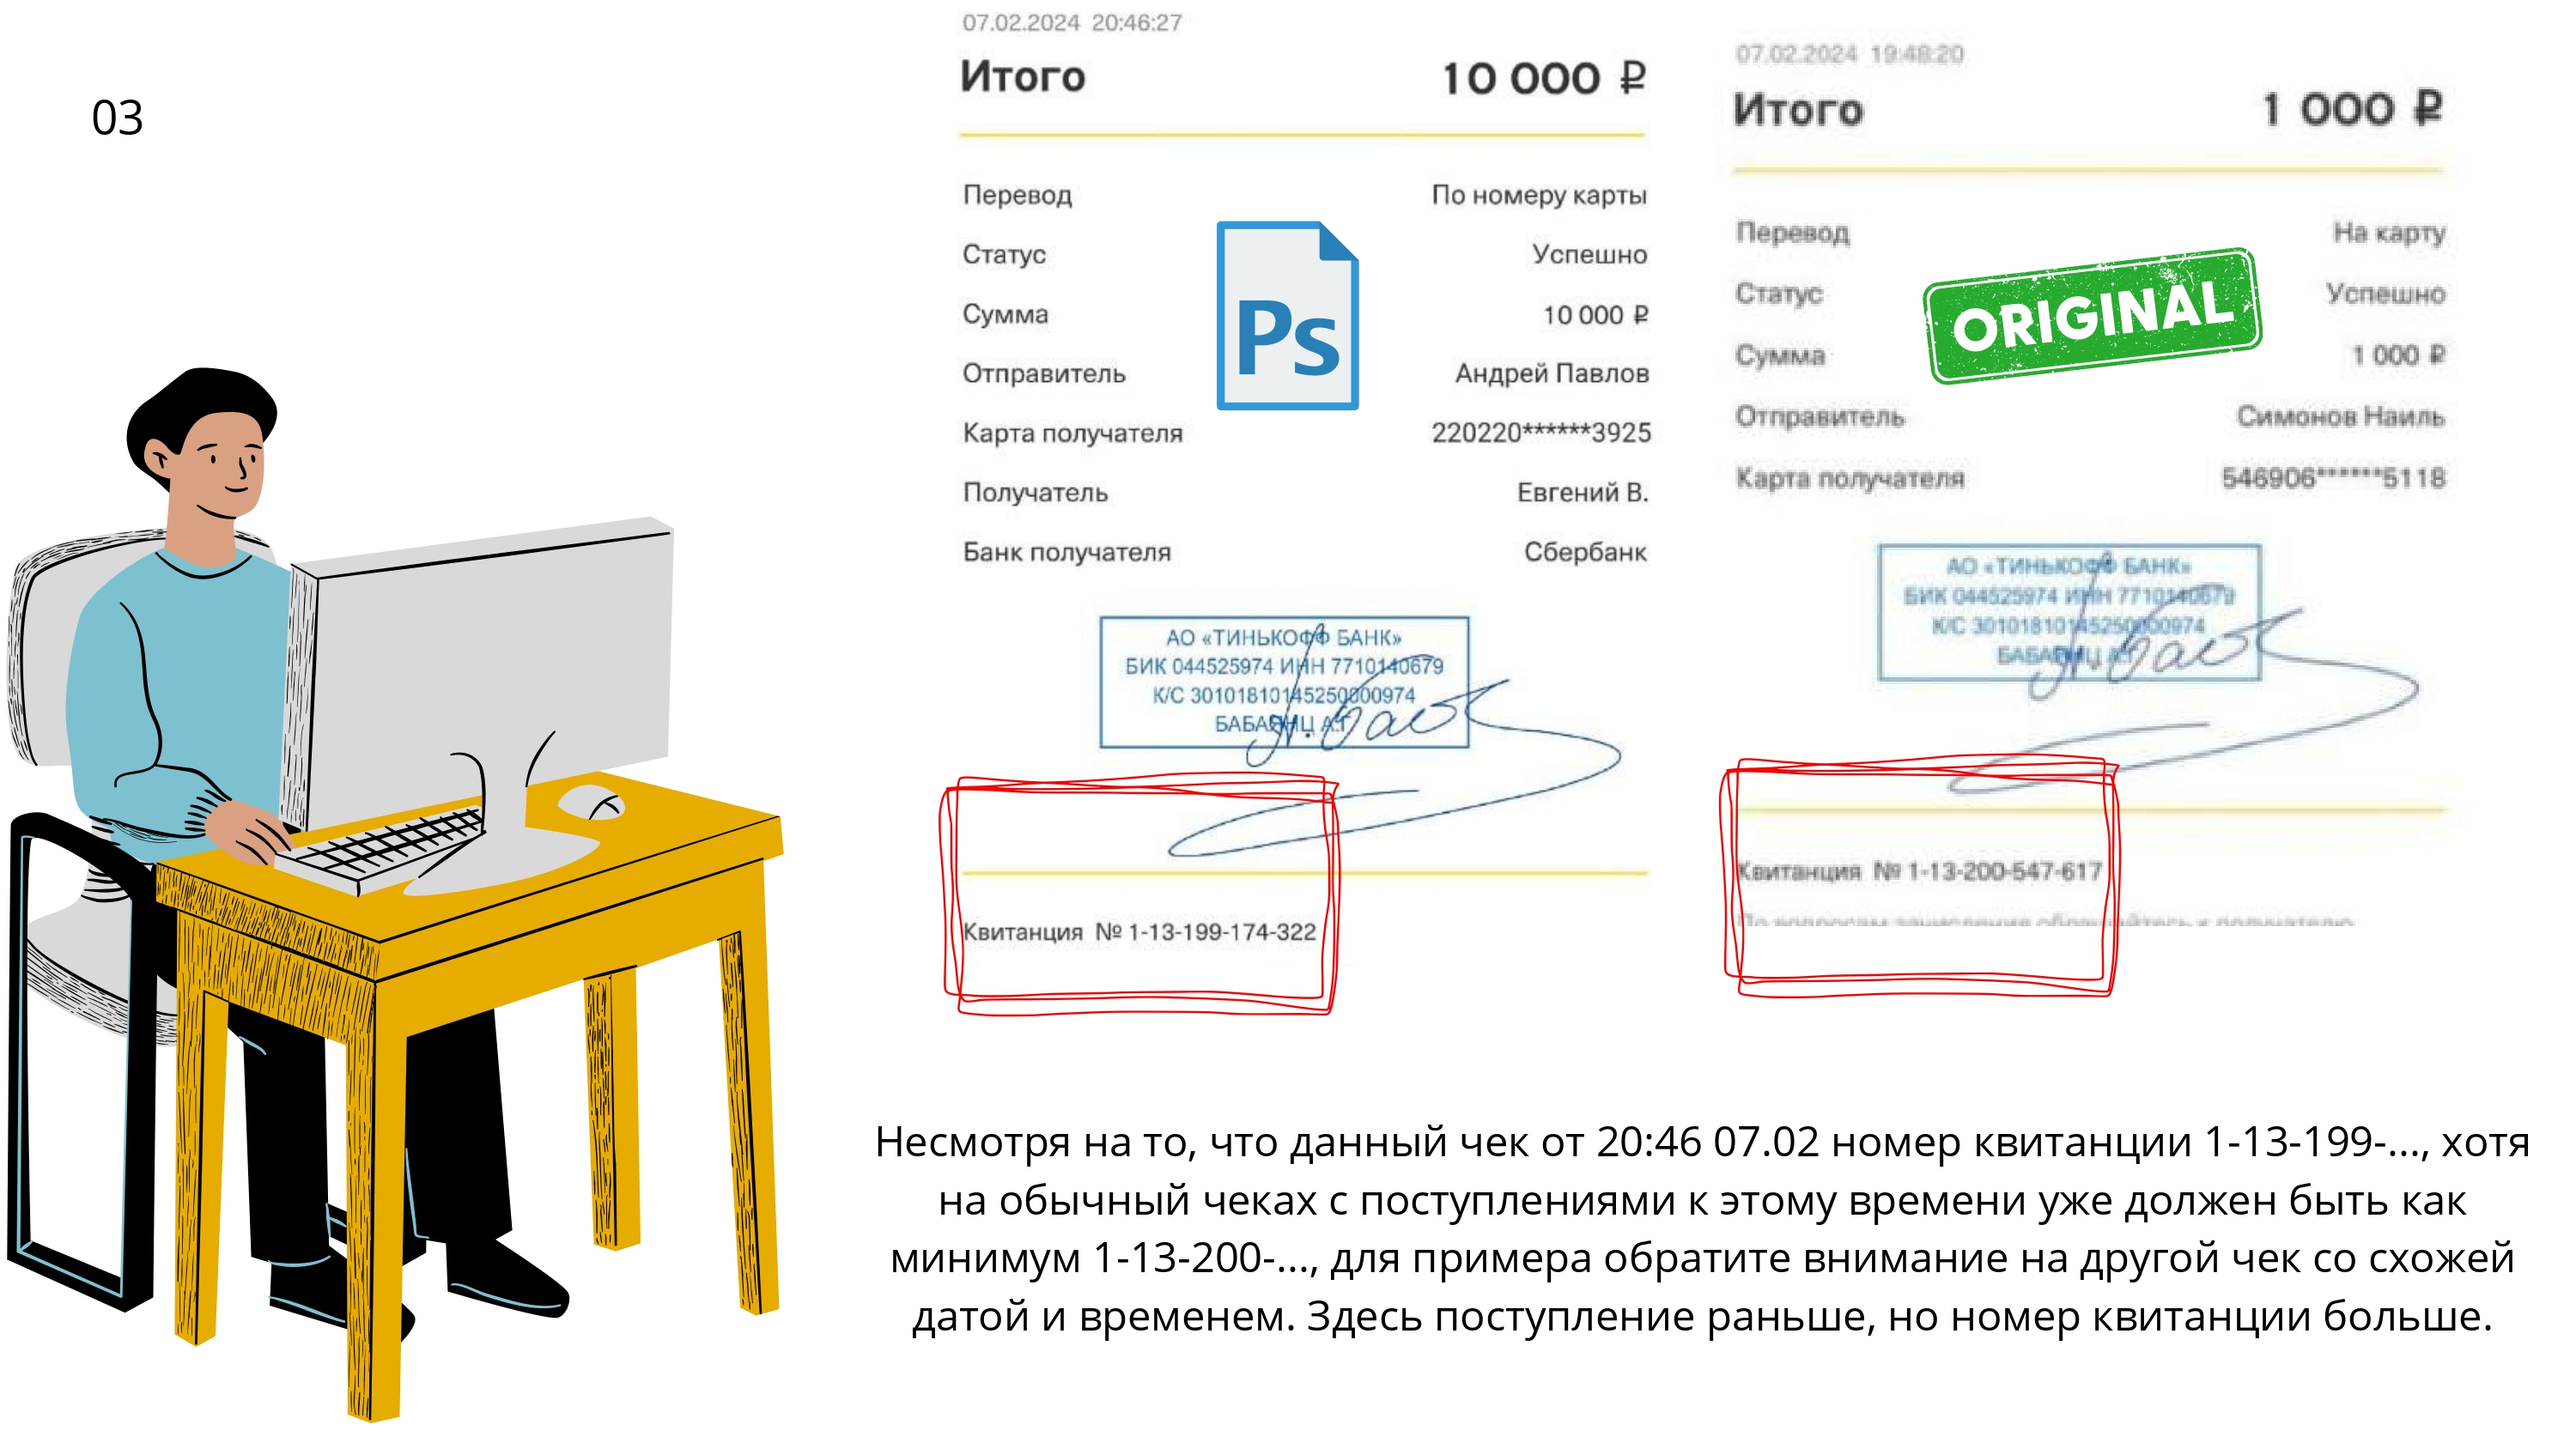 03
07.02.2024 20:46:27
Итого 10 000 ₽
Перевод По номеру карты
Статус Успешно
Сумма 10 000 ₽
Отправитель Андрей Павлов
Карта получателя 220220******3925
Получатель Евгений В.
Банк получателя Сбербанк
Ps
АО «ТИНЬКОФФ БАНК»
БИК 044525974 ИНН 7710140679
К/С 30101810145250000974
БАБАЯНЦ А.Г
Квитанция № 1-13-199-174-322
07.02.2024 19:48:20
Итого 1 000 ₽
Перевод На карту
Статус Успешно
Сумма 1 000 ₽
Отправитель Симонов Наиль
Карта получателя 546906******5118
ORIGINAL
АО «ТИНЬКОФФ БАНК»
БИК 044525974 ИНН 7710140679
К/С 30101810145250000974
БАБАЯНЦ А.Г
Квитанция № 1-13-200-547-617
По вопросам зачисления обращайтесь к получателю
Несмотря на то, что данный чек от 20:46 07.02 номер квитанции 1-13-199-..., хотя
на обычный чеках с поступлениями к этому времени уже должен быть как
минимум 1-13-200-..., для примера обратите внимание на другой чек со схожей
датой и временем. Здесь поступление раньше, но номер квитанции больше.